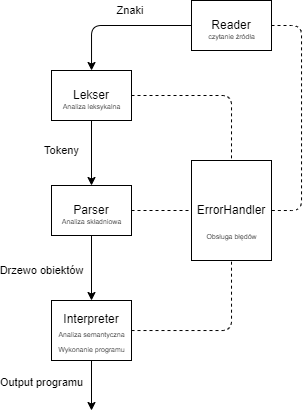 Znaki
Reader
czytanie źródła
Lekser
Analiza leksykalna
Tokeny
Parser
Analiza składniowa
ErrorHandler
Obsługa błędów
Drzewo obiektów
Interpreter
Analiza semantyczna
Wykonanie programu
Output programu